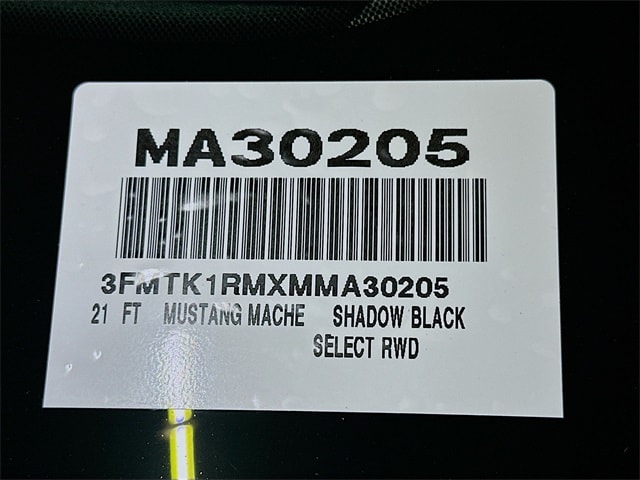 MA30205
3FMTK1RMXMMA30205
21 FT MUSTANG MACHE SHADOW BLACK
SELECT RWD